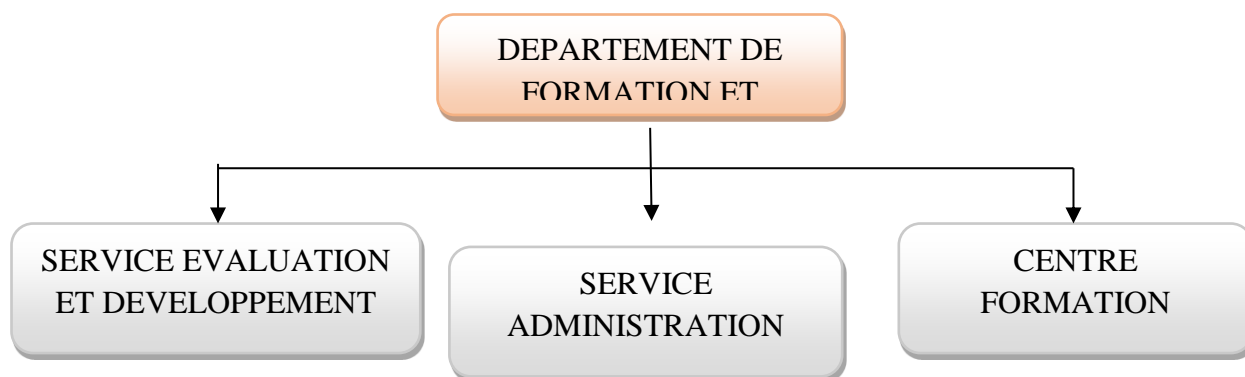 DEPARTEMENT DE
FORMATION ET
SERVICE EVALUATION
ET DEVELOPPEMENT
SERVICE
ADMINISTRATION
CENTRE
FORMATION